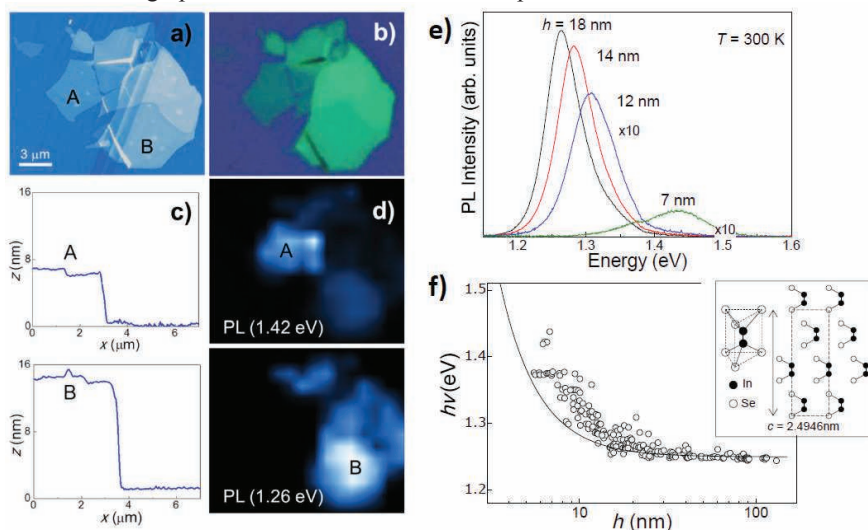 a)
A
B
3 μm
b)
c)
16
8
0
z (nm)
A
0 2 4 6
x (μm)
16
8
0
z (nm)
B
0 2 4 6
x (μm)
d)
A
PL (1.42 eV)
B
PL (1.26 eV)
e)
PL Intensity (arb. units)
h = 18 nm
T = 300 K
14 nm
12 nm
x10
7 nm
x10
1.2 1.3 1.4 1.5 1.6
Energy (eV)
f)
1.5
1.4
1.3
1.2
hν(eV)
10 100
h (nm)
In
Se
c = 2.4946nm